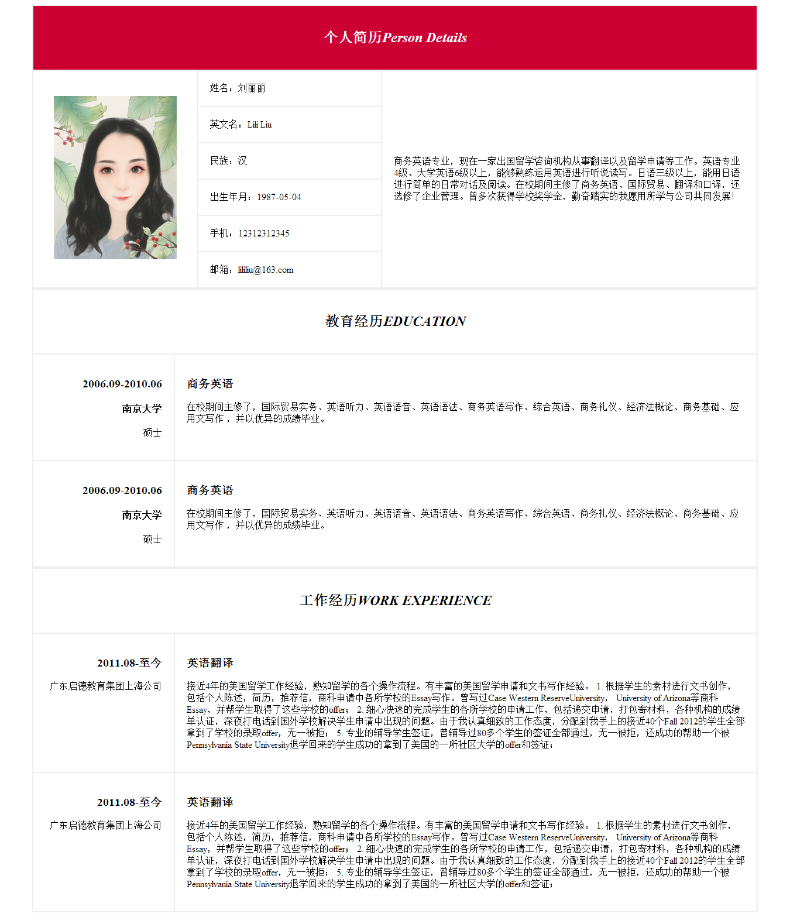 个人简历Person Details
姓名：刘丽丽
英文名：Lili Liu
民族：汉
出生年月：1987-05-04
手机：12312312345
邮箱：lililiu@163.com
商务英语专业，现在一家出国留学咨询机构从事翻译以及留学申请等工作。英语专业
4级、大学英语6级以上，能够熟练运用英语进行听说读写。日语三级以上，能用日语
进行简单的日常对话及阅读。在校期间主修了商务英语、国际贸易、翻译和口译，还
选修了企业管理。曾多次获得学校奖学金，勤奋踏实的我愿用所学与公司共同发展！
教育经历EDUCATION
2006.09-2010.06
南京大学
硕士
商务英语
在校期间主修了，国际贸易实务、英语听力、英语语音、英语语法、商务英语写作、综合英语、商务礼仪、经济法概论、商务基础、应
用文写作 ，并以优异的成绩毕业。
2006.09-2010.06
南京大学
硕士
商务英语
在校期间主修了，国际贸易实务、英语听力、英语语音、英语语法、商务英语写作、综合英语、商务礼仪、经济法概论、商务基础、应
用文写作 ，并以优异的成绩毕业。
工作经历WORK EXPERIENCE
2011.08-至今
广东启德教育集团上海公司
英语翻译
接近4年的美国留学工作经验，熟知留学的各个操作流程。有丰富的美国留学申请和文书写作经验。 1. 根据学生的素材进行文书创作，
包括个人陈述，简历，推荐信，商科申请中各所学校的Essay写作。曾写过Case Western ReserveUniversity， University of Arizona等商科
Essay，并帮学生取得了这些学校的offer； 2. 细心快速的完成学生的各所学校的申请工作，包括递交申请，打包寄材料，各种机构的成绩
单认证，深夜打电话到国外学校解决学生申请中出现的问题。由于我认真细致的工作态度，分配到我手上的接近40个Fall 2012的学生全部
拿到了学校的录取offer，无一被拒； 5. 专业的辅导学生签证，曾辅导过80多个学生的签证全部通过，无一被拒，还成功的帮助一个被
Pennsylvania State University退学回来的学生成功的拿到了美国的一所社区大学的offer和签证；
2011.08-至今
广东启德教育集团上海公司
英语翻译
接近4年的美国留学工作经验，熟知留学的各个操作流程。有丰富的美国留学申请和文书写作经验。 1. 根据学生的素材进行文书创作，
包括个人陈述，简历，推荐信，商科申请中各所学校的Essay写作。曾写过Case Western ReserveUniversity， University of Arizona等商科
Essay，并帮学生取得了这些学校的offer； 2. 细心快速的完成学生的各所学校的申请工作，包括递交申请，打包寄材料，各种机构的成绩
单认证，深夜打电话到国外学校解决学生申请中出现的问题。由于我认真细致的工作态度，分配到我手上的接近40个Fall 2012的学生全部
拿到了学校的录取offer，无一被拒； 5. 专业的辅导学生签证，曾辅导过80多个学生的签证全部通过，无一被拒，还成功的帮助一个被
Pennsylvania State University退学回来的学生成功的拿到了美国的一所社区大学的offer和签证；